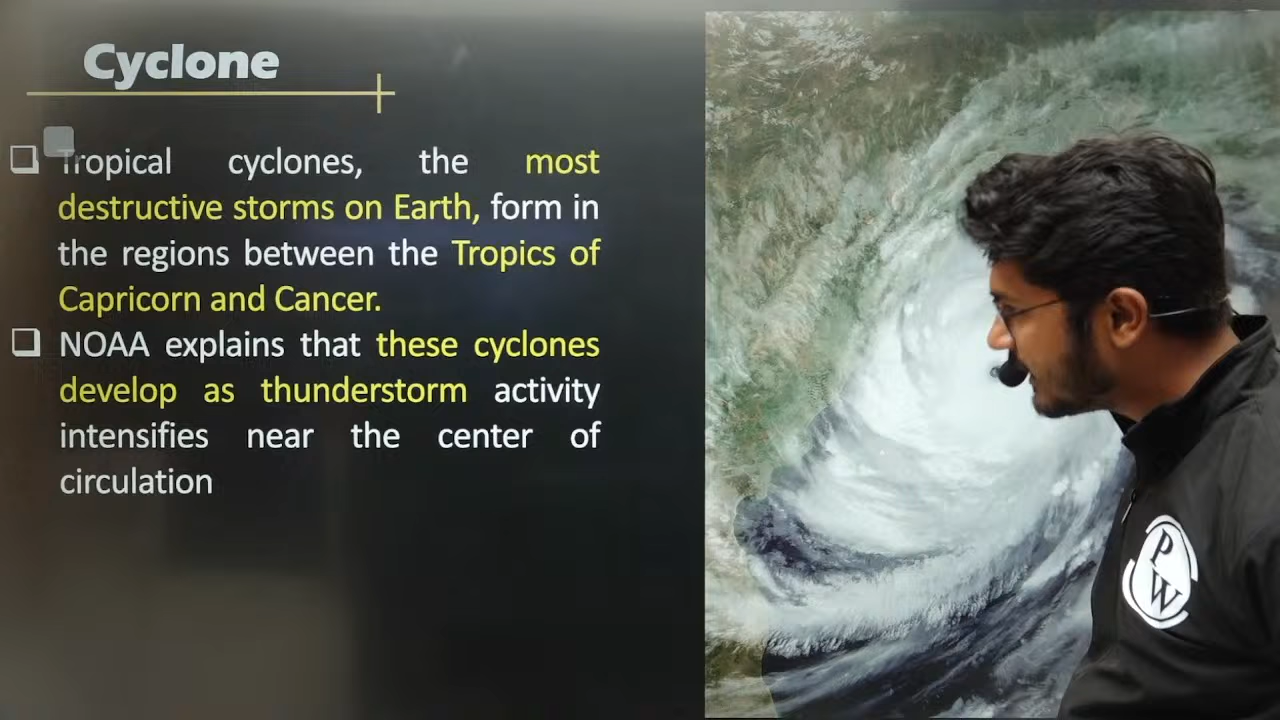 Cyclone
Tropical cyclones, the most
destructive storms on Earth, form in
the regions between the Tropics of
Capricorn and Cancer.
NOAA explains that these cyclones
develop as thunderstorm activity
intensifies near the center of
circulation
P
W